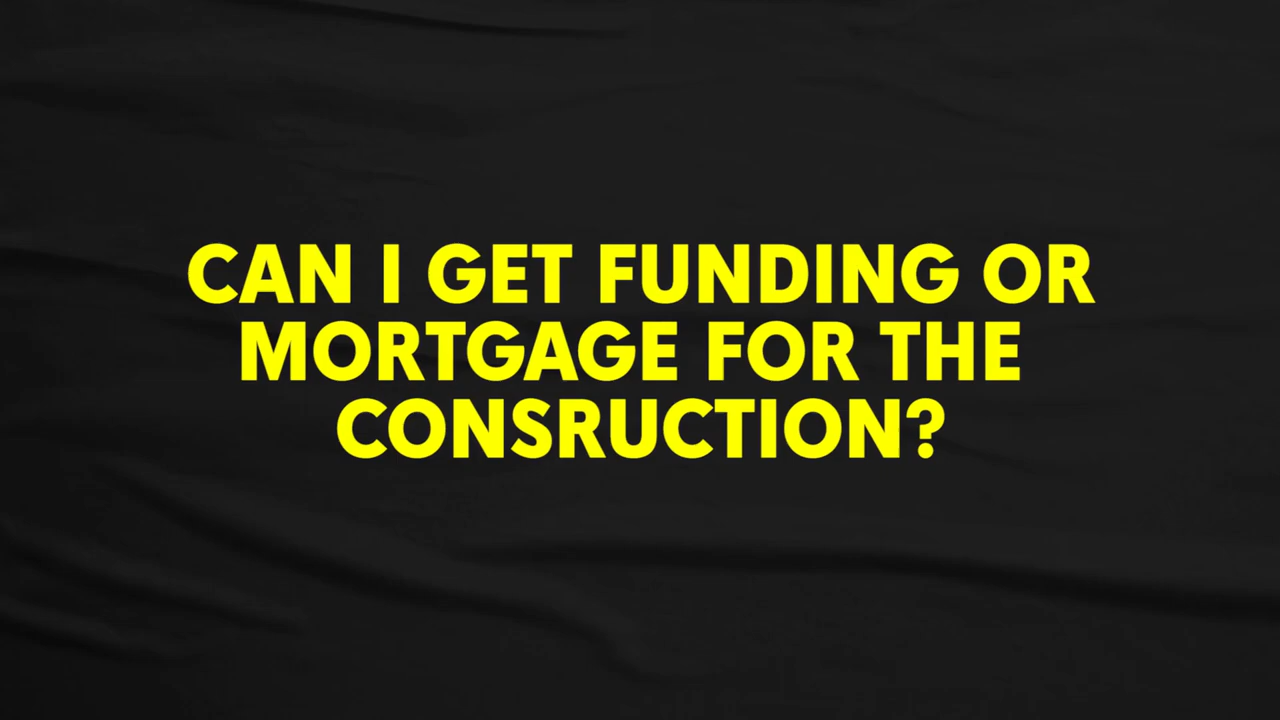 CAN I GET FUNDING OR
MORTGAGE FOR THE
CONSRUCTION?